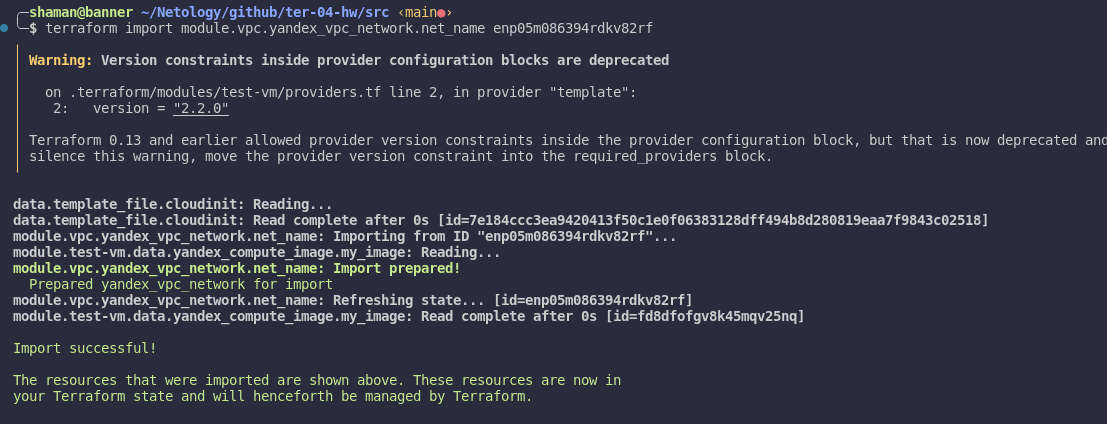 shaman@banner ~/Netology/github/ter-04-hw/src ‹main●›
$ terraform import module.vpc.yandex_vpc_network.net_name enp05m086394rdkv82rf
Warning: Version constraints inside provider configuration blocks are deprecated
on .terraform/modules/test-vm/providers.tf line 2, in provider "template":
2: version = "2.2.0"
Terraform 0.13 and earlier allowed provider version constraints inside the provider configuration block, but that is now deprecated and
silence this warning, move the provider version constraint into the required_providers block.
data.template_file.cloudinit: Reading...
data.template_file.cloudinit: Read complete after 0s [id=7e184ccc3ea9420413f50c1e0f06383128dff494b8d280819eaa7f9843c02518]
module.vpc.yandex_vpc_network.net_name: Importing from ID "enp05m086394rdkv82rf"...
module.test-vm.data.yandex_compute_image.my_image: Reading...
module.vpc.yandex_vpc_network.net_name: Import prepared!
Prepared yandex_vpc_network for import
module.vpc.yandex_vpc_network.net_name: Refreshing state... [id=enp05m086394rdkv82rf]
module.test-vm.data.yandex_compute_image.my_image: Read complete after 0s [id=fd8dfofgv8k45mqv25nq]
Import successful!
The resources that were imported are shown above. These resources are now in
your Terraform state and will henceforth be managed by Terraform.